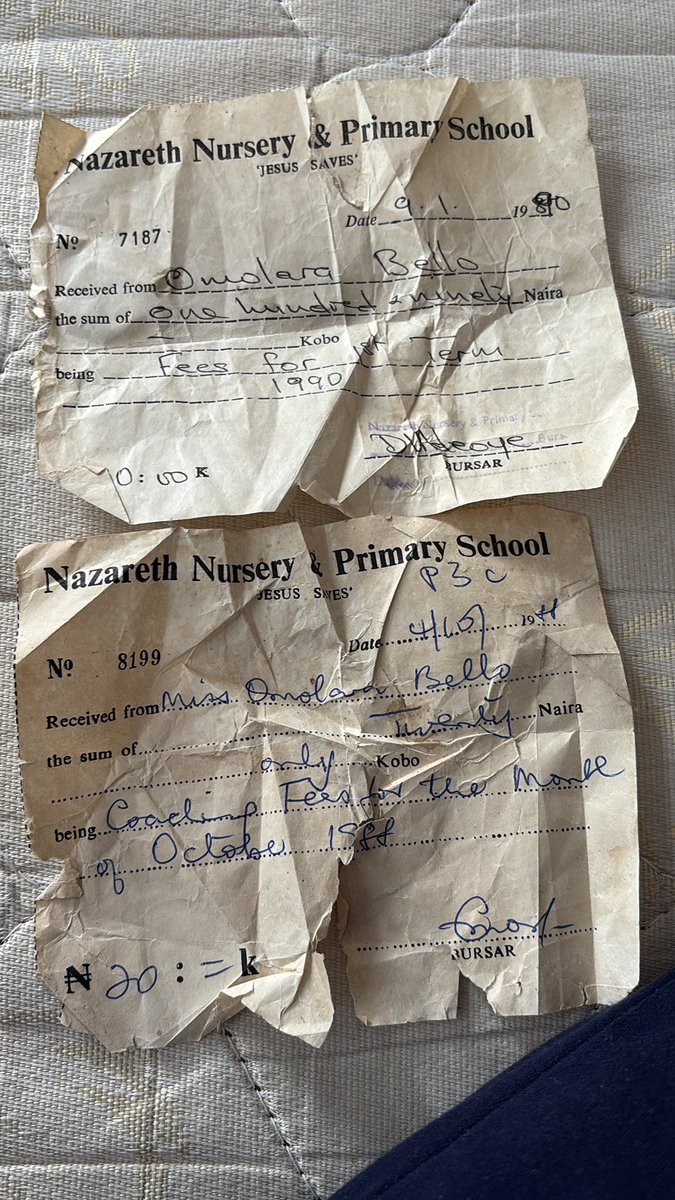 Nazareth Nursery & Primary School
'JESUS SAVES'
Date 9.1. 1990
No 7187
Received from Omolara Bello
the sum of One hundred & ninety Naira
- Kobo
being Fees for 1st Term
1990
Nazareth Nursery & Primary Sc
0:00 K
BURSAR
Nazareth Nursery & Primary School
'JESUS SAVES'
P3C
Date 4/10/ 1988
No 8199
Received from Miss Omolara Bello
the sum of Twenty Naira
only Kobo
being Coaching Fees for the Month
of October 1988
₦ 20 : = k
BURSAR